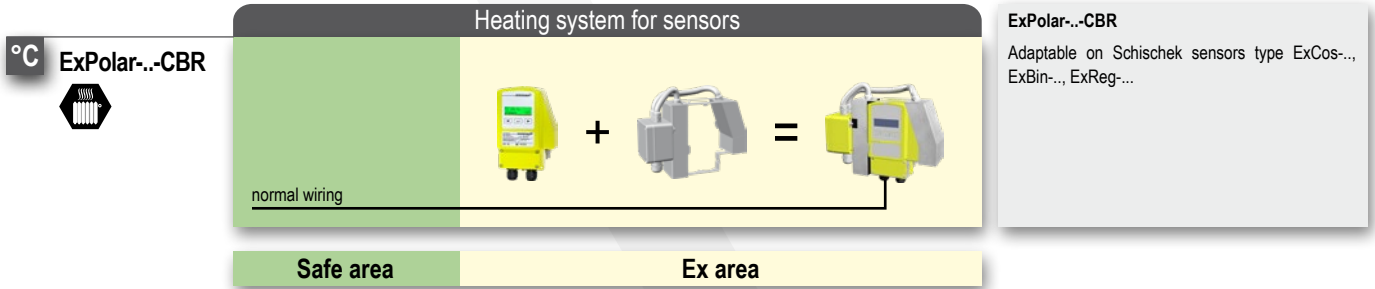 Heating system for sensors
°C
ExPolar-..-CBR
normal wiring
+
=
Safe area
Ex area
ExPolar-..-CBR
Adaptable on Schischek sensors type ExCos-..,
ExBin-.., ExReg-...